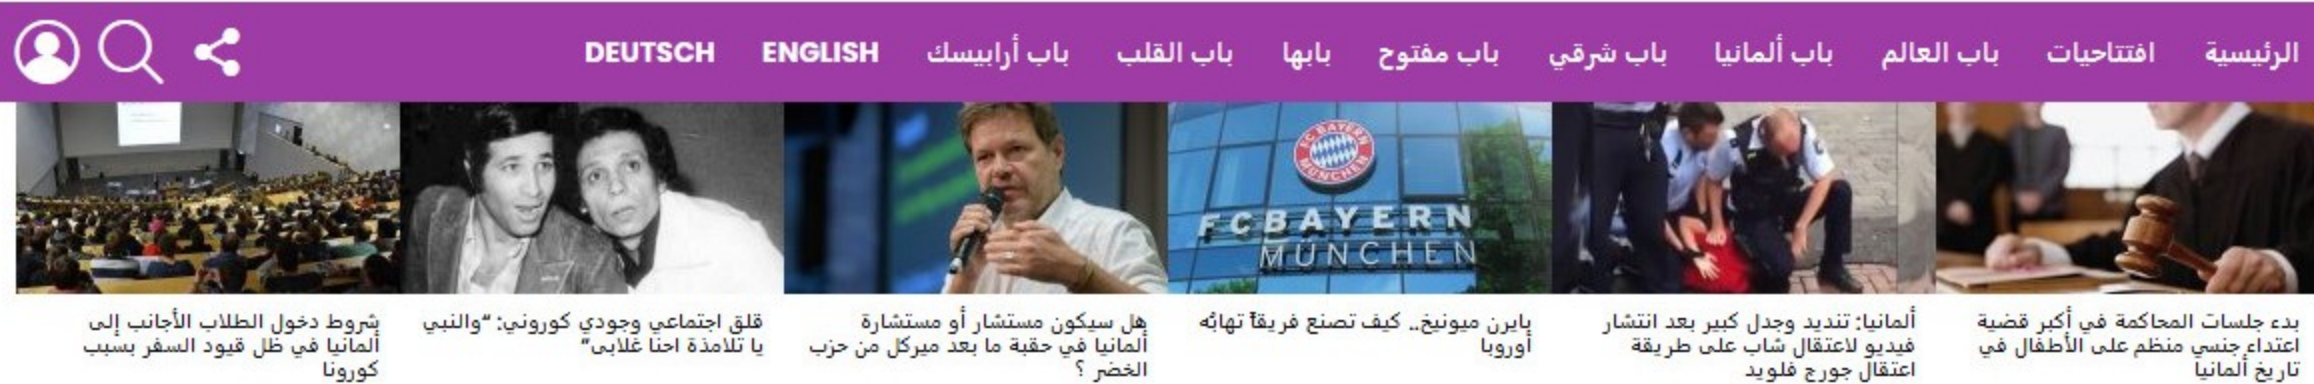 الرئيسية
افتتاحيات
باب العالم
باب ألمانيا
باب شرقي
باب مفتوح
بابها
باب القلب
باب أرابيسك
ENGLISH
DEUTSCH
FC BAYERN
MÜNCHEN
FCBAYERN
MÜNCHEN
بدء جلسات المحاكمة في أكبر قضية
اعتداء جنسي منظم على الأطفال في
تاريخ ألمانيا
ألمانيا: تنديد وجدل كبير بعد انتشار
فيديو لاعتقال شاب على طريقة
اعتقال جورج فلويد
بايرن ميونيخ.. كيف تصنع فريقاً تهابُه
أوروبا
هل سيكون مستشار أو مستشارة
ألمانيا في حقبة ما بعد ميركل من حزب
الخضر ؟
قلق اجتماعي وجودي كوروني: “والنبي
يا تلامذة احنا غلابى”
شروط دخول الطلاب الأجانب إلى
ألمانيا في ظل قيود السفر بسبب
كورونا